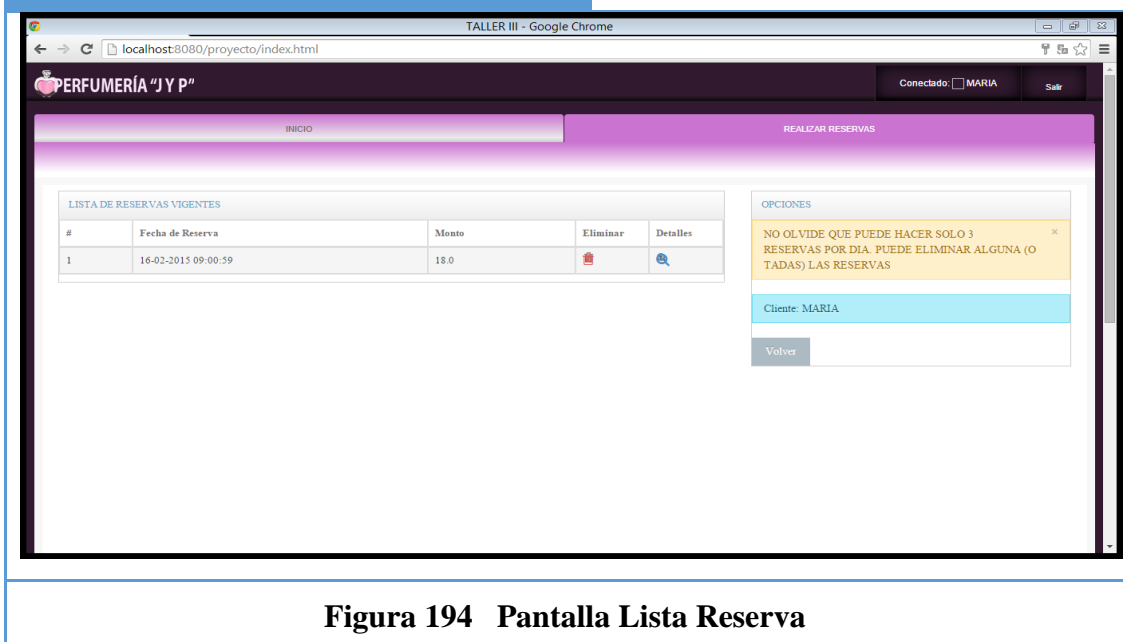 TALLER III - Google Chrome
localhost:8080/proyecto/index.html
PERFUMERÍA "J Y P"
Conectado: MARIA
Salir
INICIO
REALIZAR RESERVAS
LISTA DE RESERVAS VIGENTES
# Fecha de Reserva Monto Eliminar Detalles
1 16-02-2015 09:00:59 18.0
OPCIONES
NO OLVIDE QUE PUEDE HACER SOLO 3 ×
RESERVAS POR DIA. PUEDE ELIMINAR ALGUNA (O
TADAS) LAS RESERVAS
Cliente: MARIA
Volver
Figura 194 Pantalla Lista Reserva